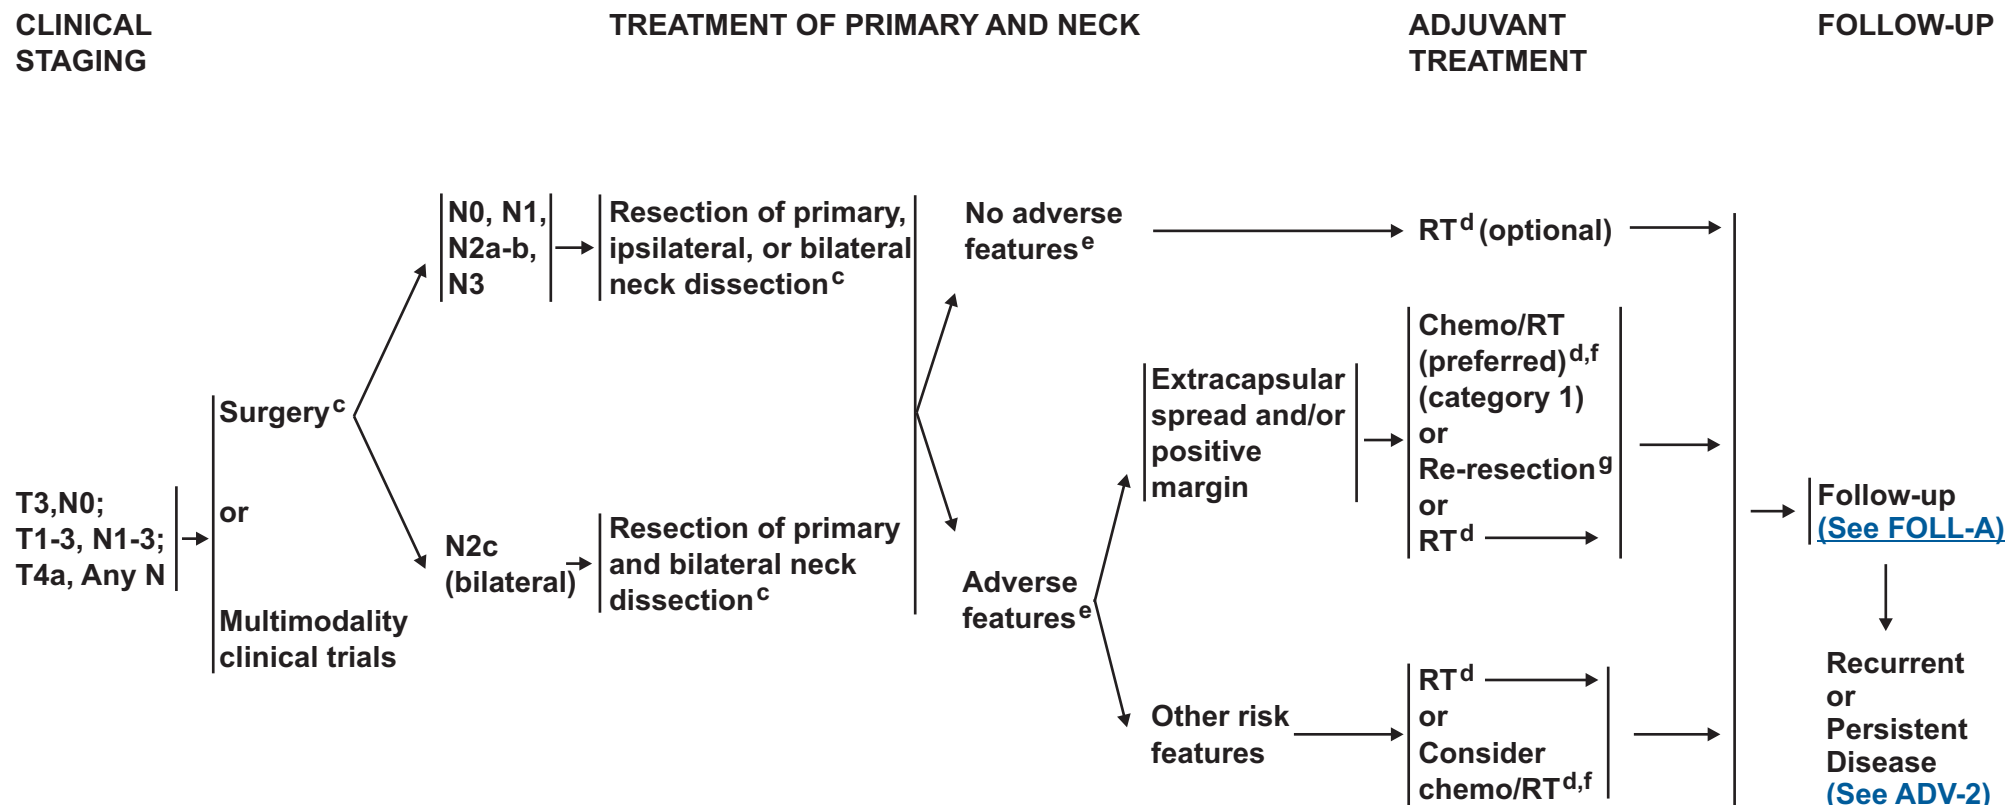 CLINICAL
STAGING
TREATMENT OF PRIMARY AND NECK
ADJUVANT
TREATMENT
FOLLOW-UP
T3,N0;
T1-3, N1-3;
T4a, Any N
Surgery c
or
Multimodality
clinical trials
N0, N1,
N2a-b,
N3
Resection of primary,
ipsilateral, or bilateral
neck dissection c
N2c
(bilateral)
Resection of primary
and bilateral neck
dissection c
No adverse
features e
Adverse
features e
Extracapsular
spread and/or
positive
margin
Other risk
features
RT d (optional)
Chemo/RT
(preferred) d,f
(category 1)
or
Re-resection g
or
RT d
RT d
or
Consider
chemo/RT d,f
Follow-up
(See FOLL-A)
Recurrent
or
Persistent
Disease
(See ADV-2)